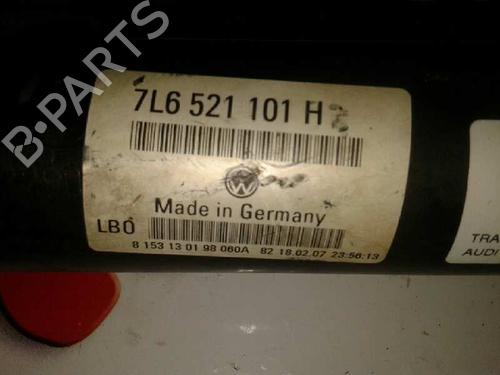 B-PARTS
7L6 521 101 H
W
Made in Germany
LBO
8 153 13 01 98 060A 82 18.02.07 23:56:13
TRA
AUDI